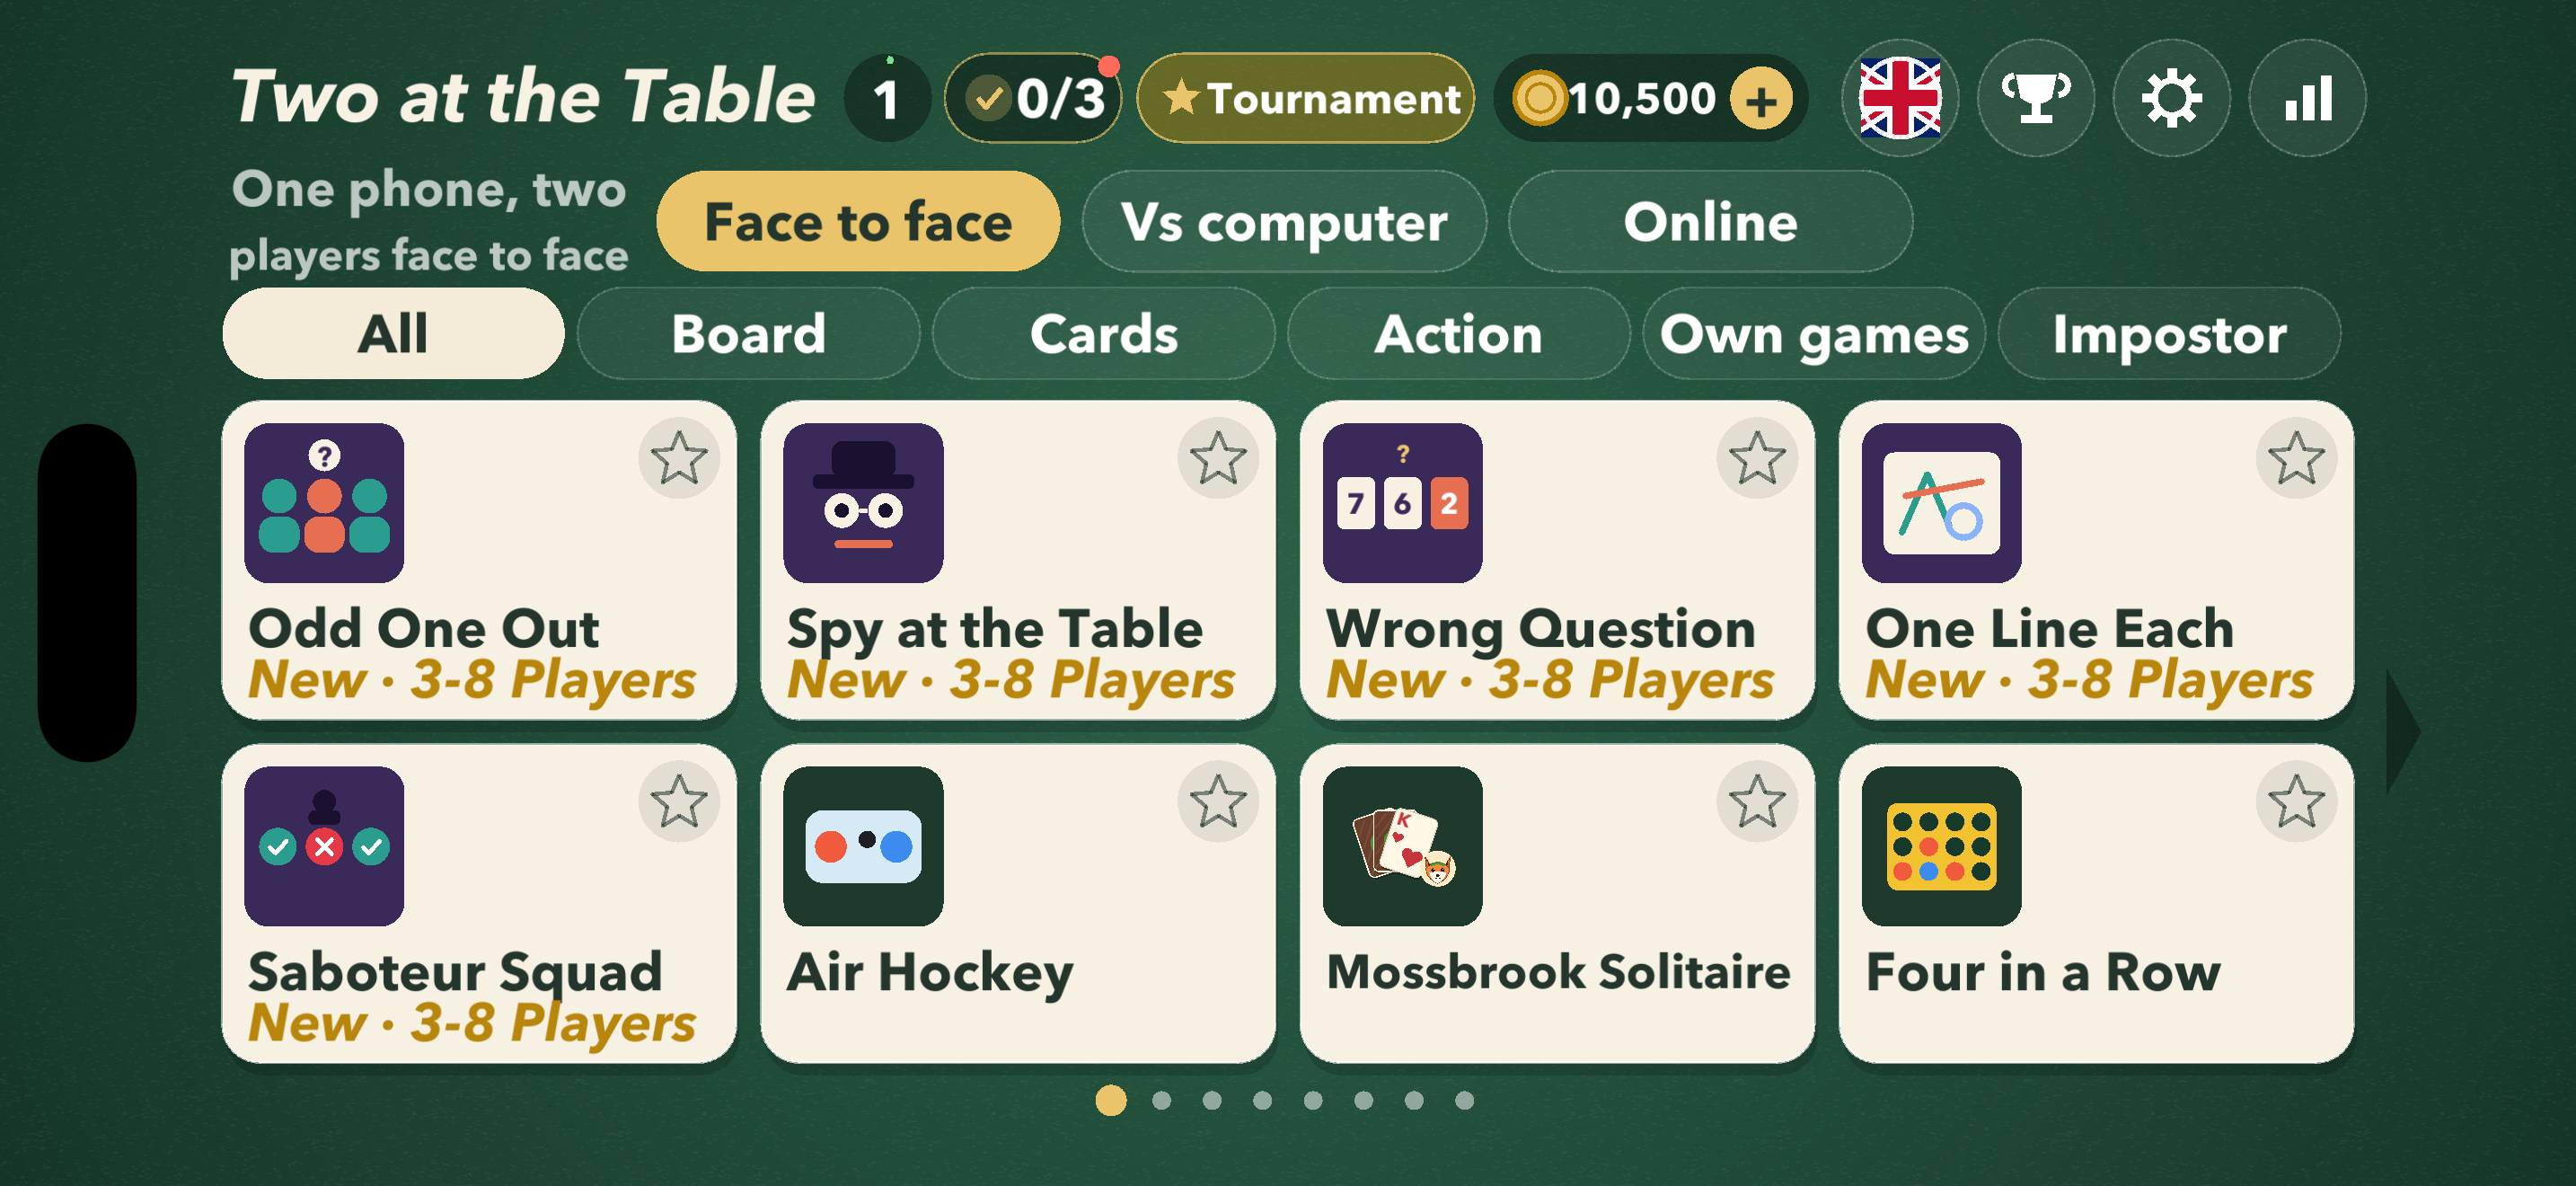 Two at the Table
1
0/3
Tournament
10,500
+
One phone, two
players face to face
Face to face
Vs computer
Online
All
Board
Cards
Action
Own games
Impostor
?
Odd One Out
New · 3-8 Players
Spy at the Table
New · 3-8 Players
?
7 6 2
Wrong Question
New · 3-8 Players
One Line Each
New · 3-8 Players
Saboteur Squad
New · 3-8 Players
Air Hockey
K
Mossbrook Solitaire
Four in a Row